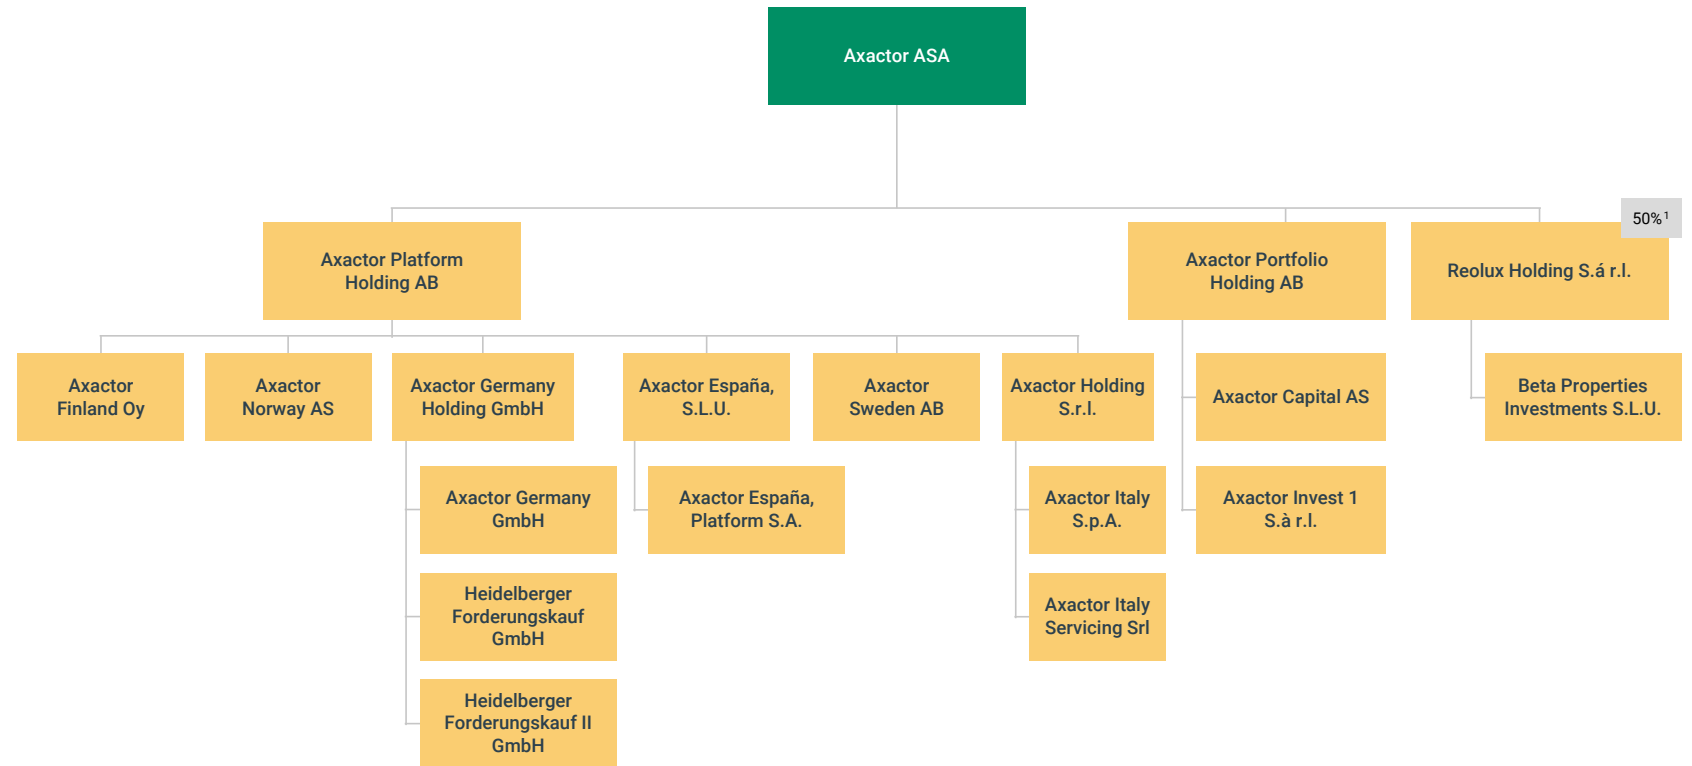 Axactor ASA
50%¹
Axactor Platform
Holding AB
Axactor Portfolio
Holding AB
Reolux Holding S.á r.l.
Axactor
Finland Oy
Axactor
Norway AS
Axactor Germany
Holding GmbH
Axactor España,
S.L.U.
Axactor
Sweden AB
Axactor Holding
S.r.l.
Axactor Capital AS
Beta Properties
Investments S.L.U.
Axactor Germany
GmbH
Axactor España,
Platform S.A.
Axactor Italy
S.p.A.
Axactor Invest 1
S.à r.l.
Heidelberger
Forderungskauf
GmbH
Axactor Italy
Servicing Srl
Heidelberger
Forderungskauf II
GmbH